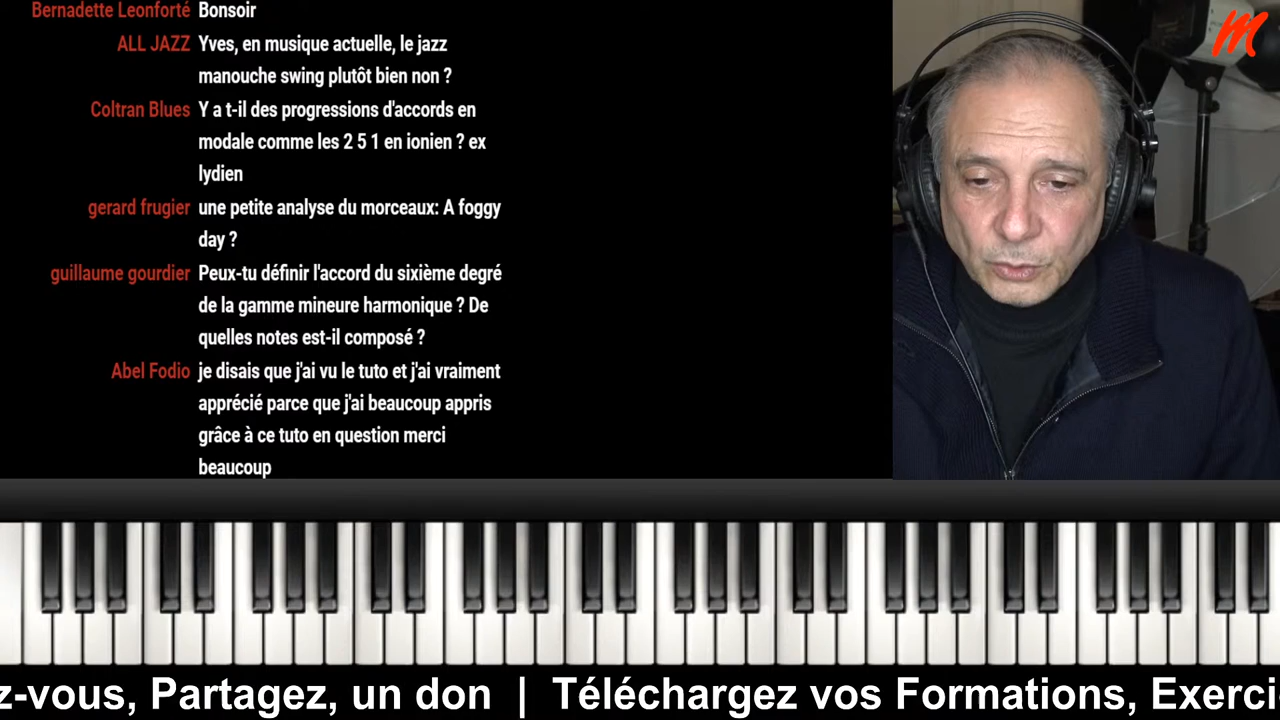 Bernadette Leonforté Bonsoir
ALL JAZZ Yves, en musique actuelle, le jazz
manouche swing plutôt bien non ?
Coltran Blues Y a t-il des progressions d'accords en
modale comme les 2 5 1 en ionien ? ex
lydien
gerard frugier une petite analyse du morceaux: A foggy
day ?
guillaume gourdier Peux-tu définir l'accord du sixième degré
de la gamme mineure harmonique ? De
quelles notes est-il composé ?
Abel Fodio je disais que j'ai vu le tuto et j'ai vraiment
apprécié parce que j'ai beaucoup appris
grâce à ce tuto en question merci
beaucoup
M
z-vous, Partagez, un don | Téléchargez vos Formations, Exerci